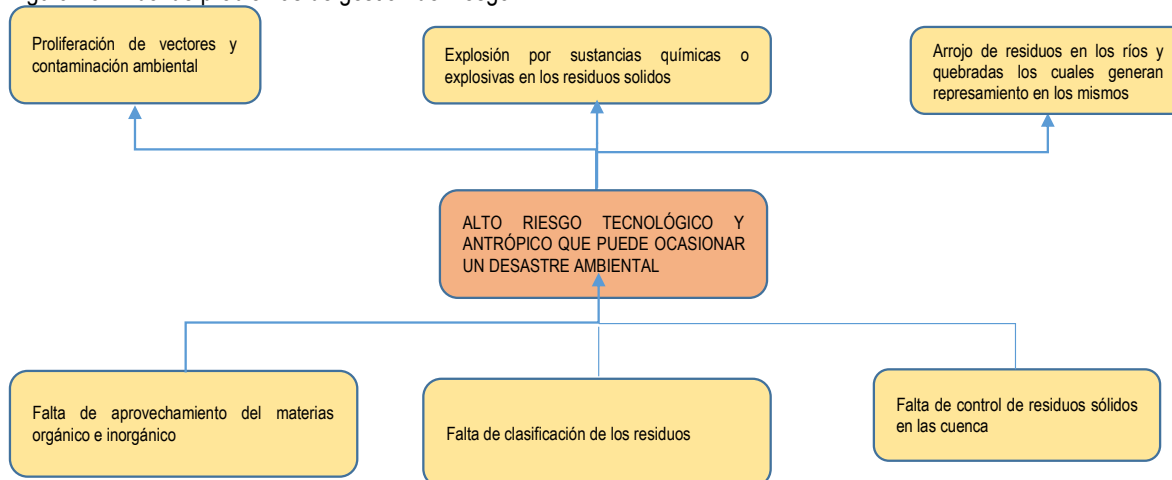 Proliferación de vectores y
contaminación ambiental
Explosión por sustancias químicas o
explosivas en los residuos solidos
Arrojo de residuos en los ríos y
quebradas los cuales generan
represamiento en los mismos
ALTO RIESGO TECNOLÓGICO Y
ANTRÓPICO QUE PUEDE OCASIONAR
UN DESASTRE AMBIENTAL
Falta de aprovechamiento del materias
orgánico e inorgánico
Falta de clasificación de los residuos
Falta de control de residuos sólidos
en las cuenca